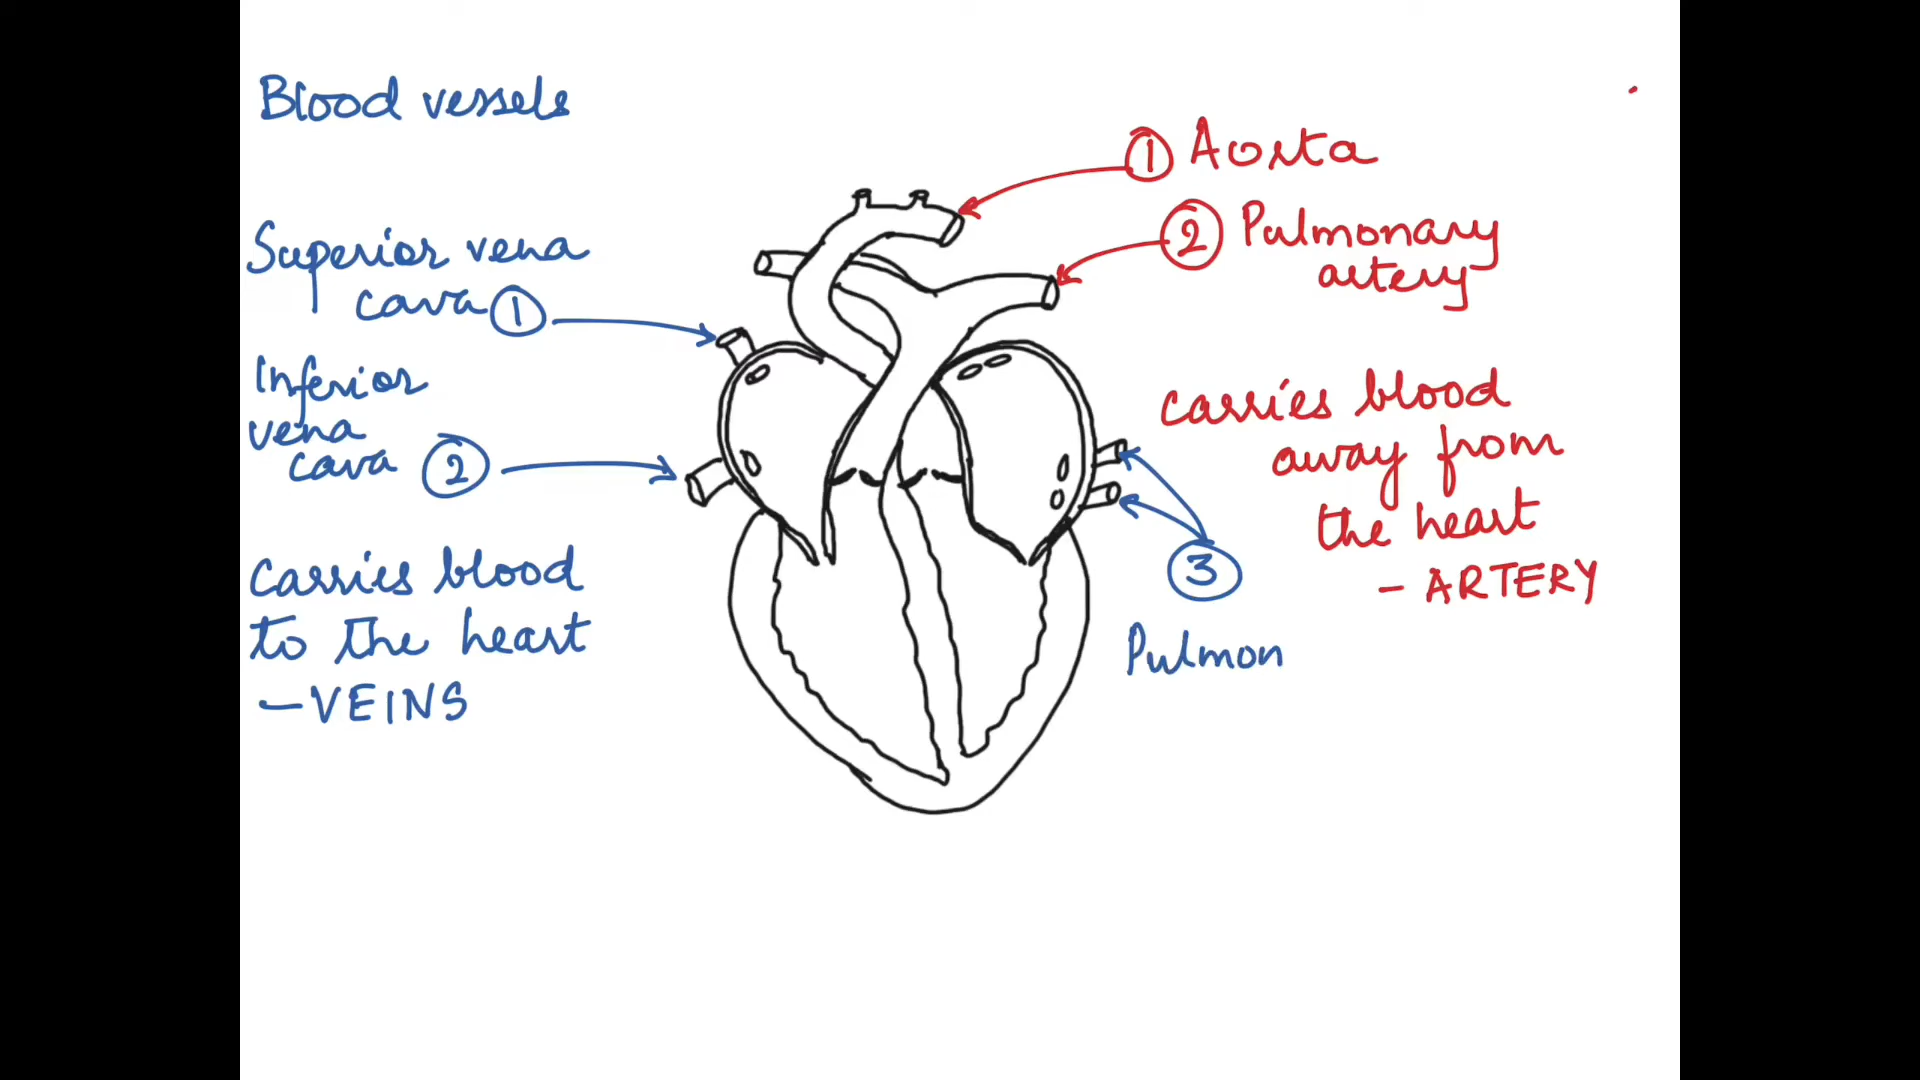 Blood vessels
Superior vena
cava 1
Inferior
vena
cava 2
Carries blood
to the heart
- VEINS
1 Aorta
2 Pulmonary
artery
carries blood
away from
the heart
- ARTERY
3
Pulmon